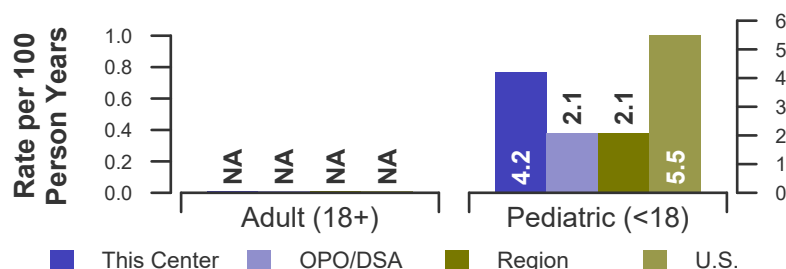 Rate per 100
Person Years
1.0
0.8
0.6
0.4
0.2
0.0
NA NA NA NA
4.2 2.1 2.1 5.5
6
5
4
3
2
1
0
Adult (18+) Pediatric (<18)
This Center OPO/DSA Region U.S.